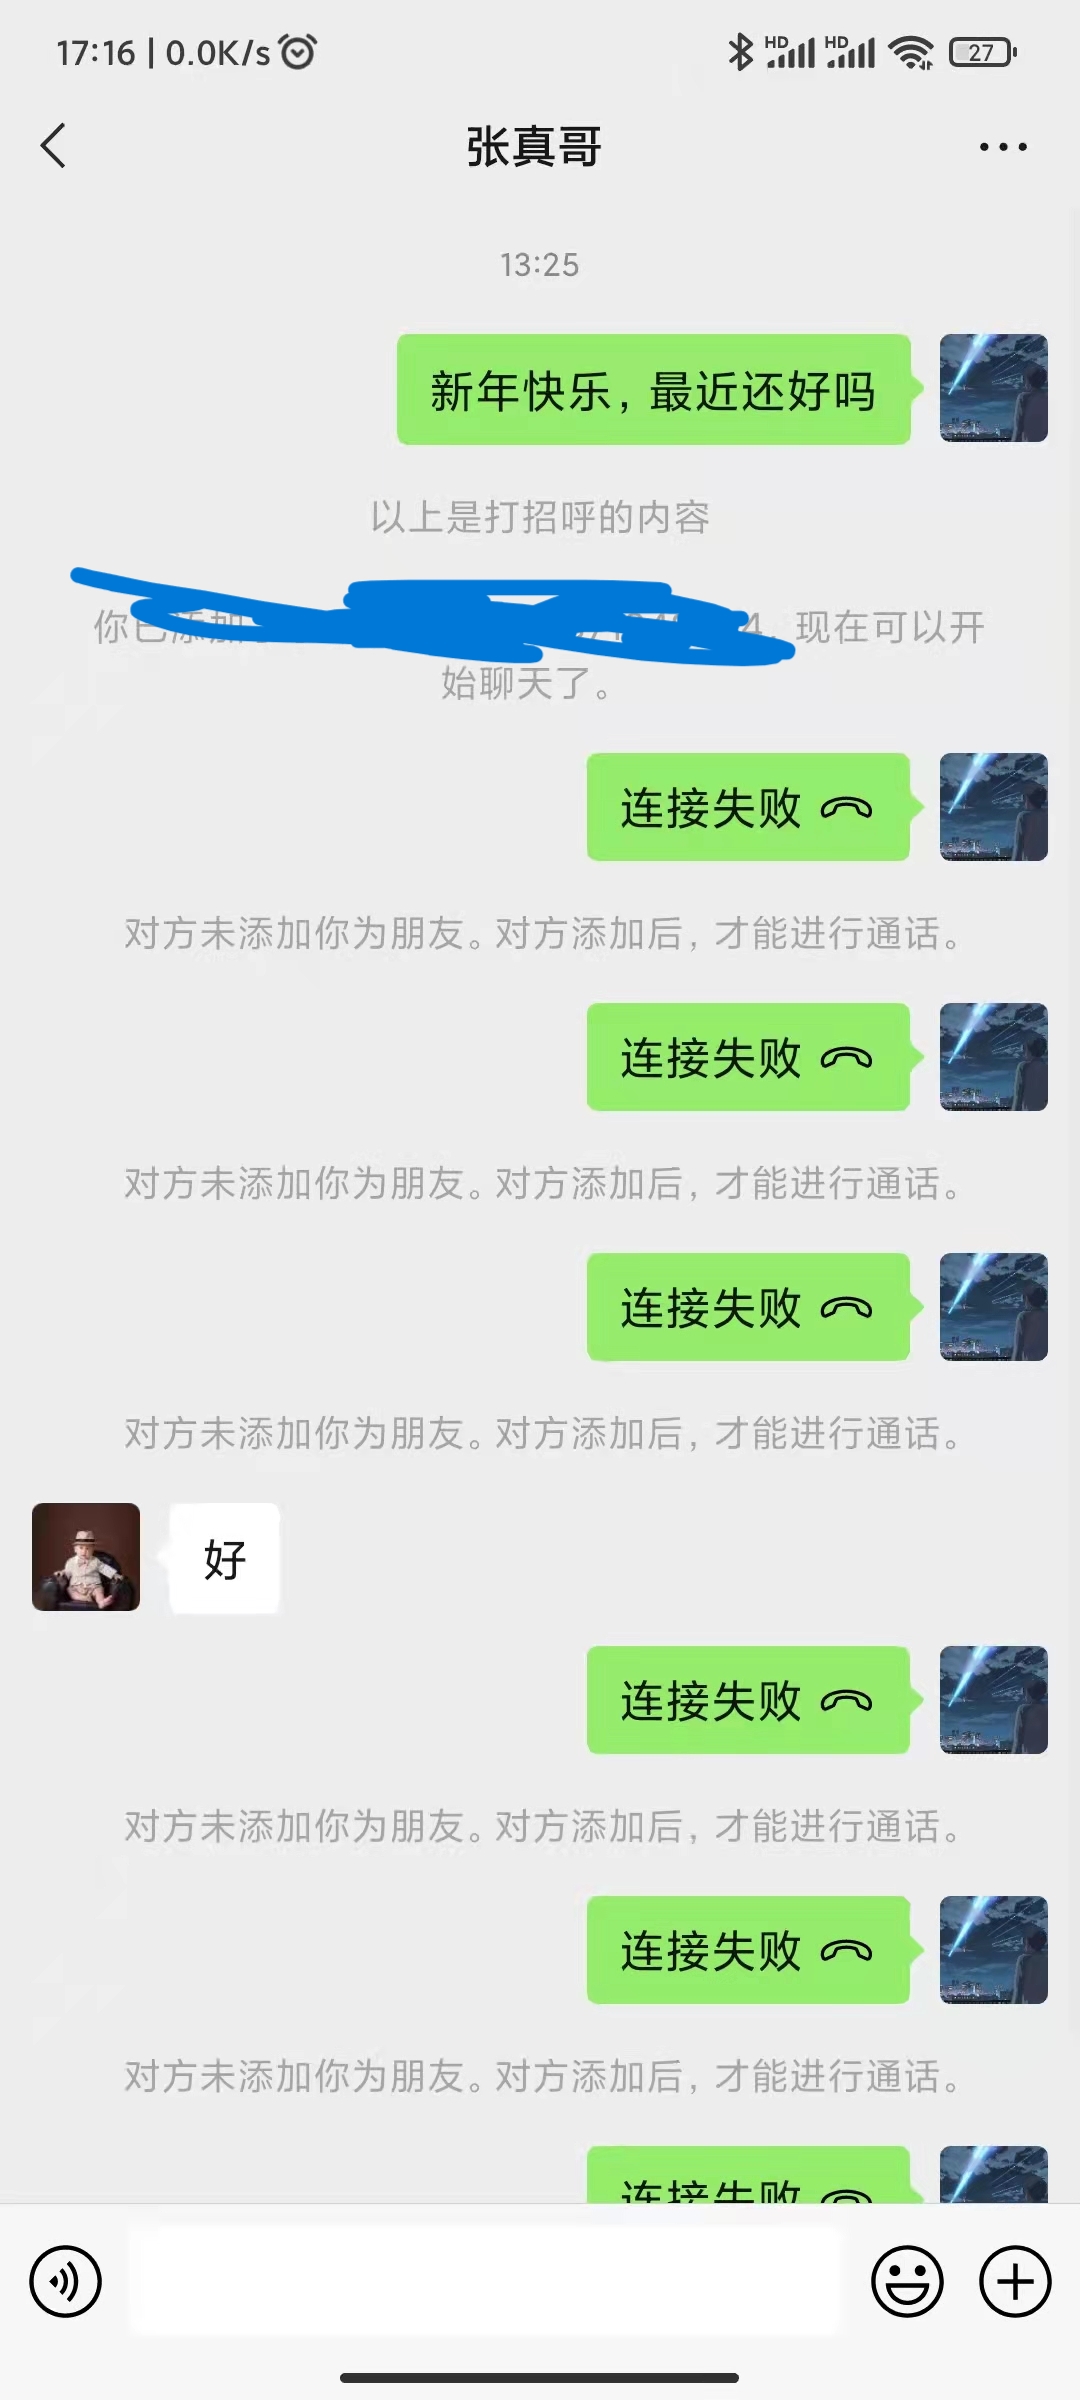 17:16 | 0.0K/s
HD HD 27
张真哥
13:25
新年快乐，最近还好吗
以上是打招呼的内容
你已添加 4，现在可以开
始聊天了。
连接失败
对方未添加你为朋友。对方添加后，才能进行通话。
连接失败
对方未添加你为朋友。对方添加后，才能进行通话。
连接失败
对方未添加你为朋友。对方添加后，才能进行通话。
好
连接失败
对方未添加你为朋友。对方添加后，才能进行通话。
连接失败
对方未添加你为朋友。对方添加后，才能进行通话。
连接失败